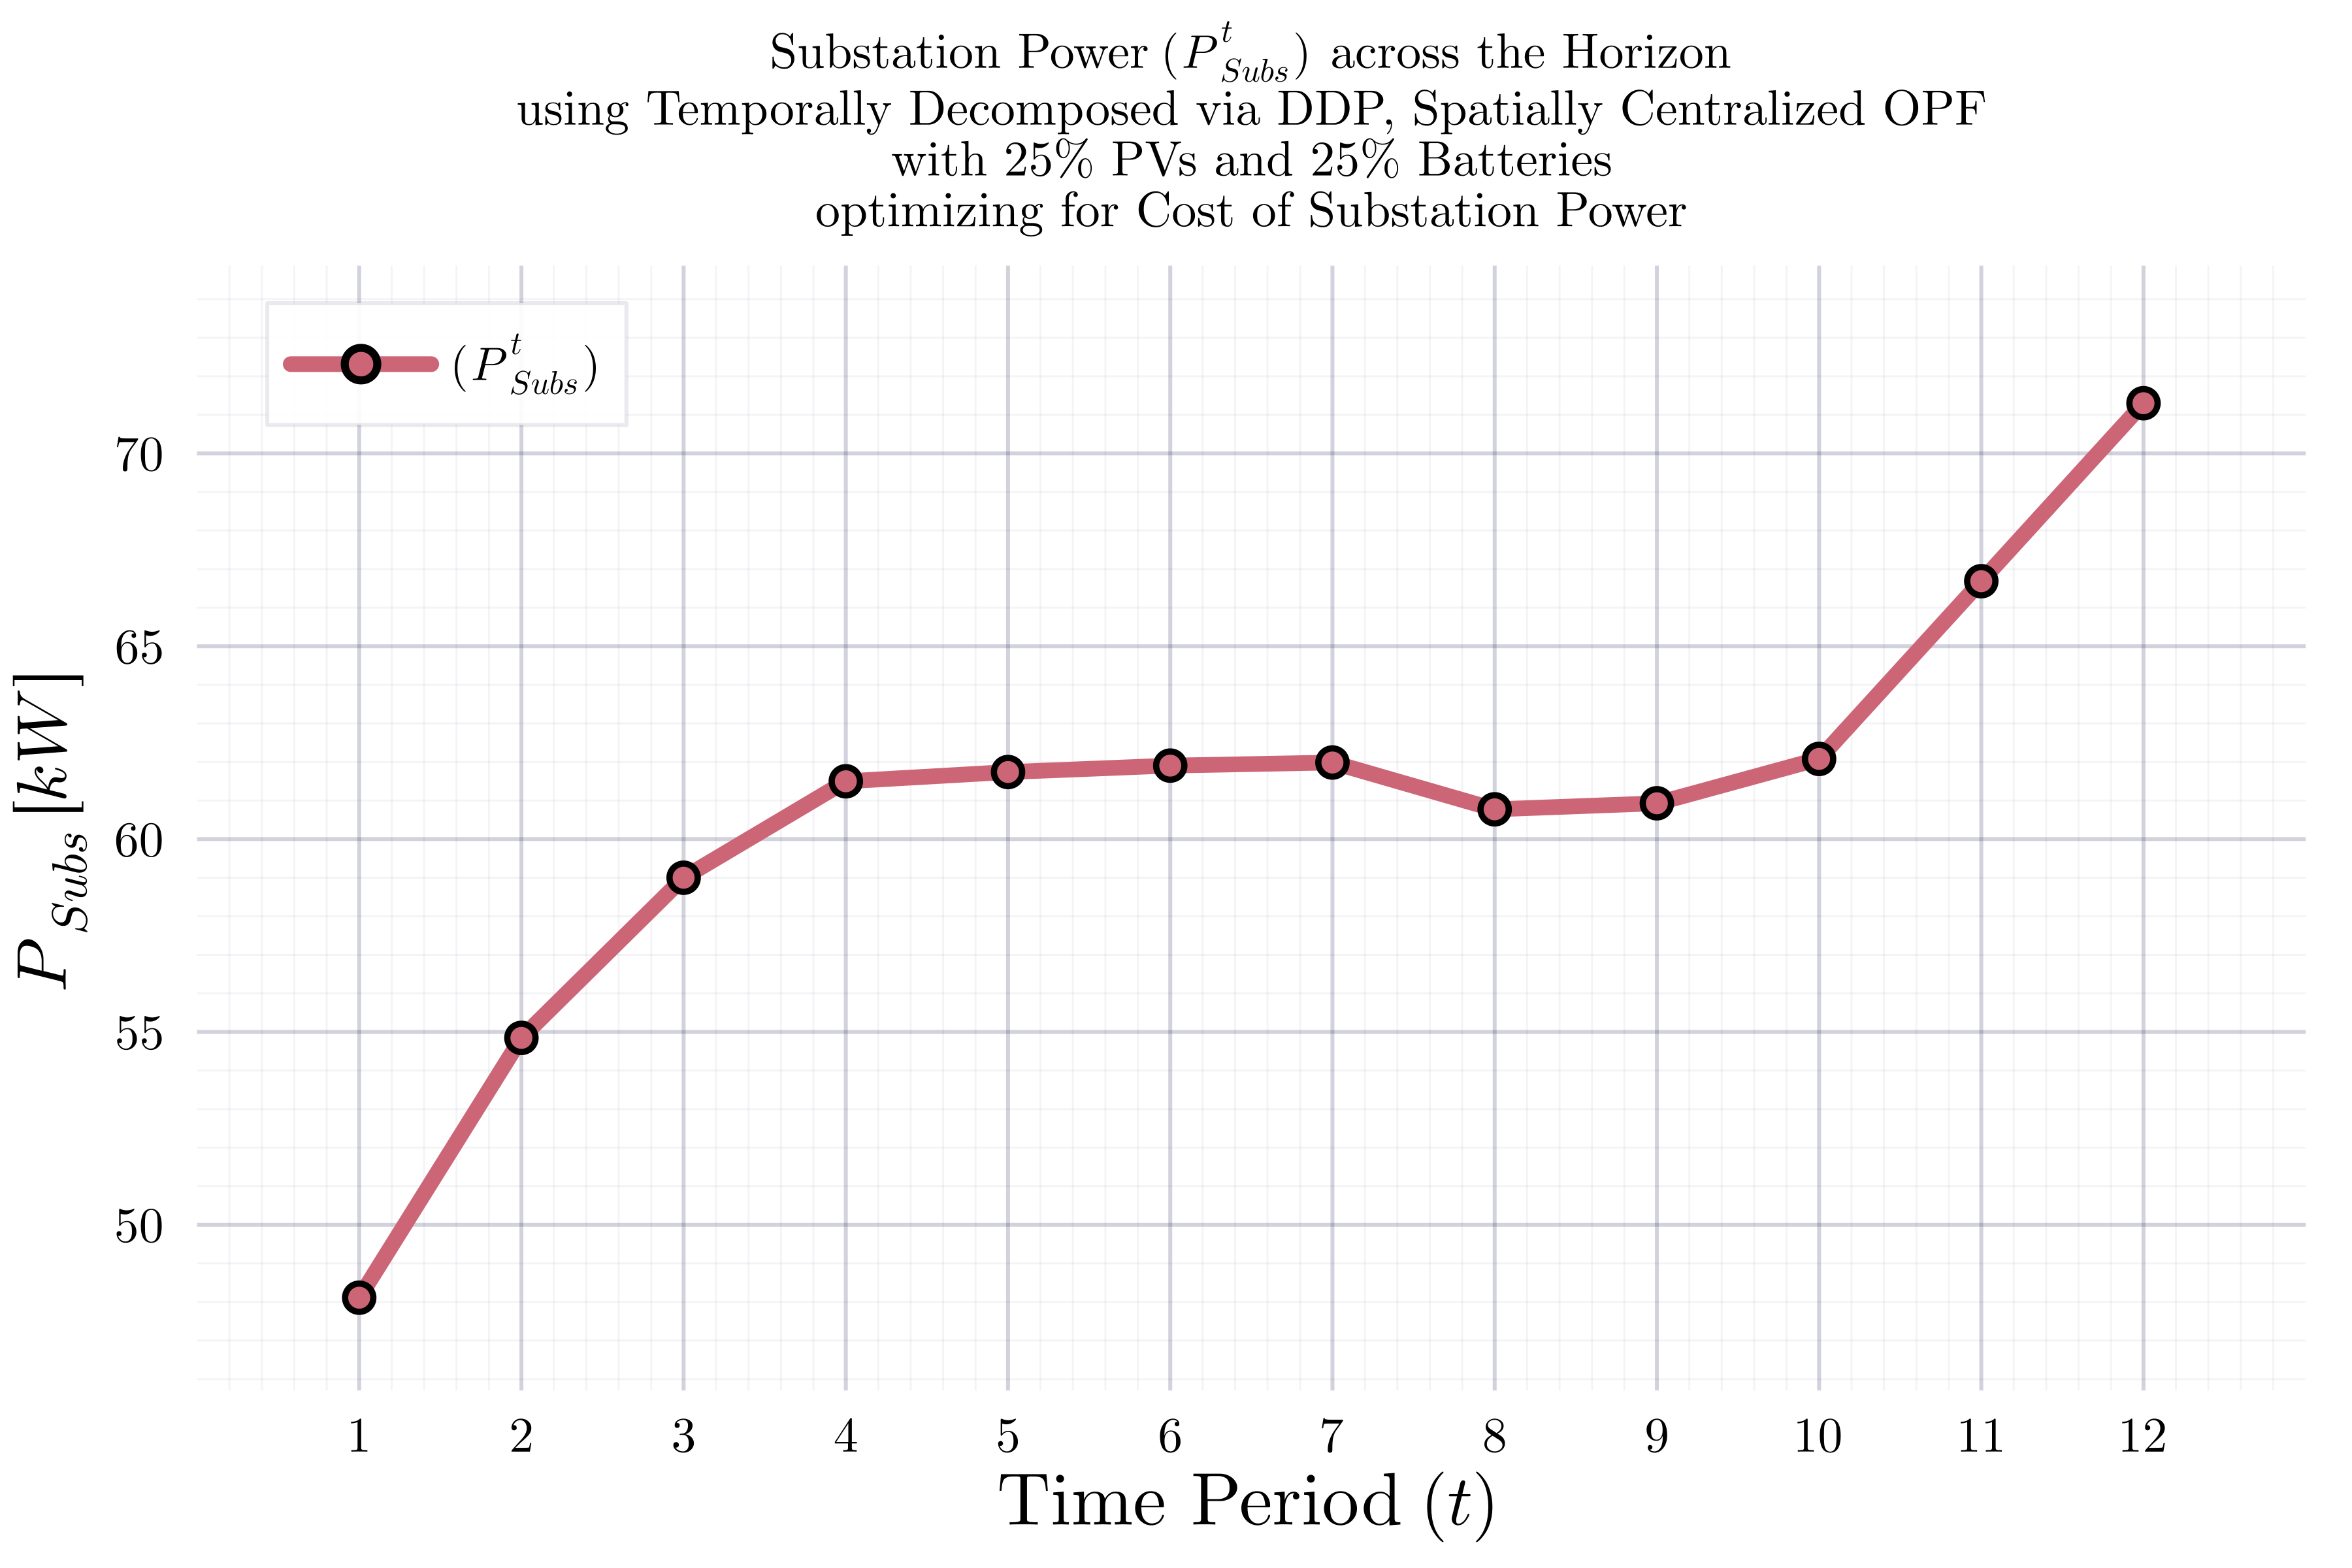 Substation Power (P^t_Subs) across the Horizon
using Temporally Decomposed via DDP, Spatially Centralized OPF
with 25% PVs and 25% Batteries
optimizing for Cost of Substation Power
(P^t_Subs)
P_Subs [kW]
70
65
60
55
50
1 2 3 4 5 6 7 8 9 10 11 12
Time Period (t)